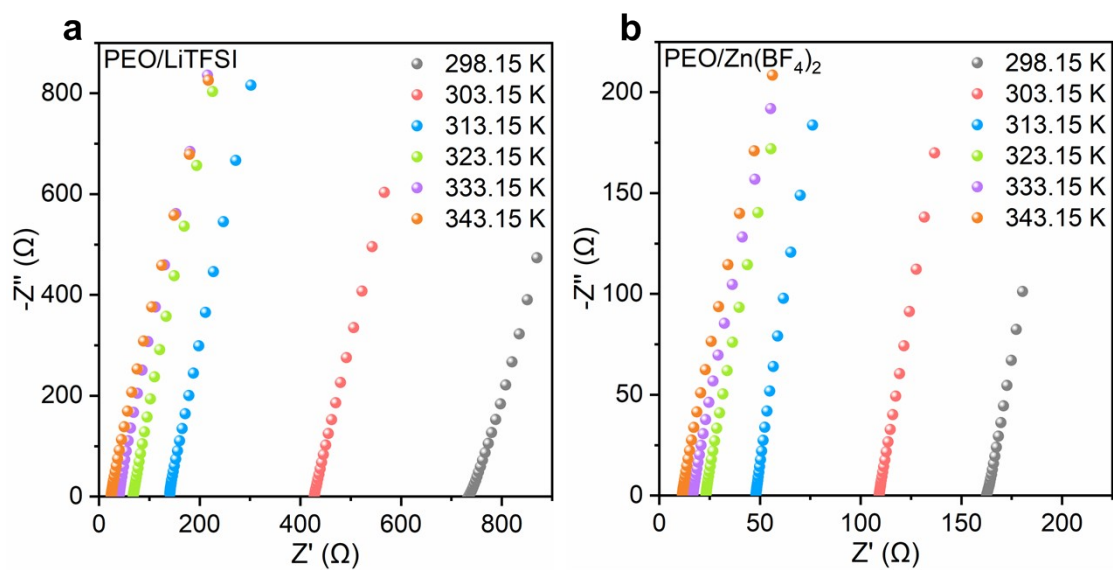 a
PEO/LiTFSI
298.15 K
303.15 K
313.15 K
323.15 K
333.15 K
343.15 K
800
600
400
200
0
-Z'' (Ω)
0 200 400 600 800
Z' (Ω)
b
PEO/Zn(BF₄)₂
298.15 K
303.15 K
313.15 K
323.15 K
333.15 K
343.15 K
200
150
100
50
0
-Z'' (Ω)
0 50 100 150 200
Z' (Ω)